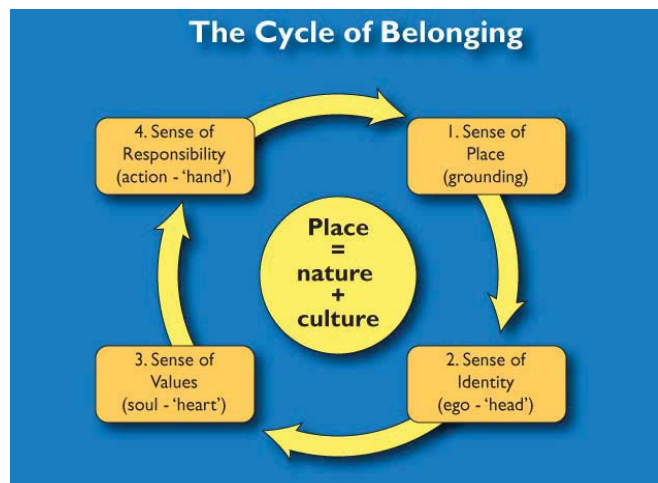 The Cycle of Belonging
4. Sense of
Responsibility
(action - ‘hand’)
1. Sense of
Place
(grounding)
Place
=
nature
+
culture
3. Sense of
Values
(soul - ‘heart’)
2. Sense of
Identity
(ego - ‘head’)